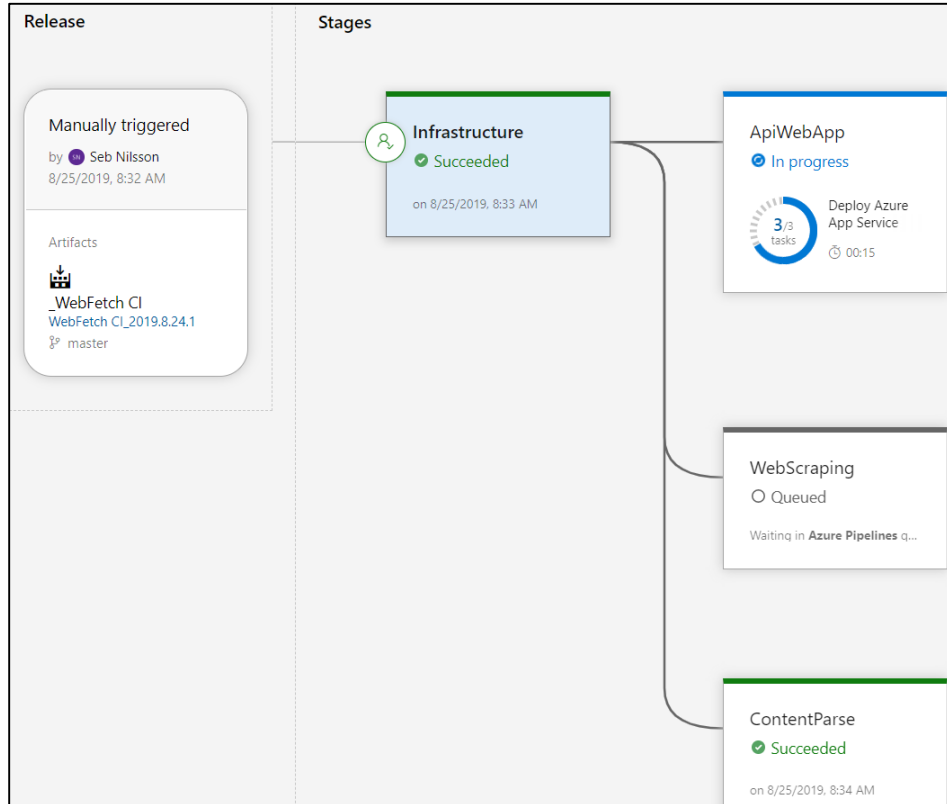 Release
Stages
Manually triggered
by SN Seb Nilsson
8/25/2019, 8:32 AM
Artifacts
_WebFetch CI
WebFetch CI_2019.8.24.1
master
Infrastructure
Succeeded
on 8/25/2019, 8:33 AM
ApiWebApp
In progress
3/3
tasks
Deploy Azure
App Service
00:15
WebScraping
Queued
Waiting in Azure Pipelines q...
ContentParse
Succeeded
on 8/25/2019, 8:34 AM